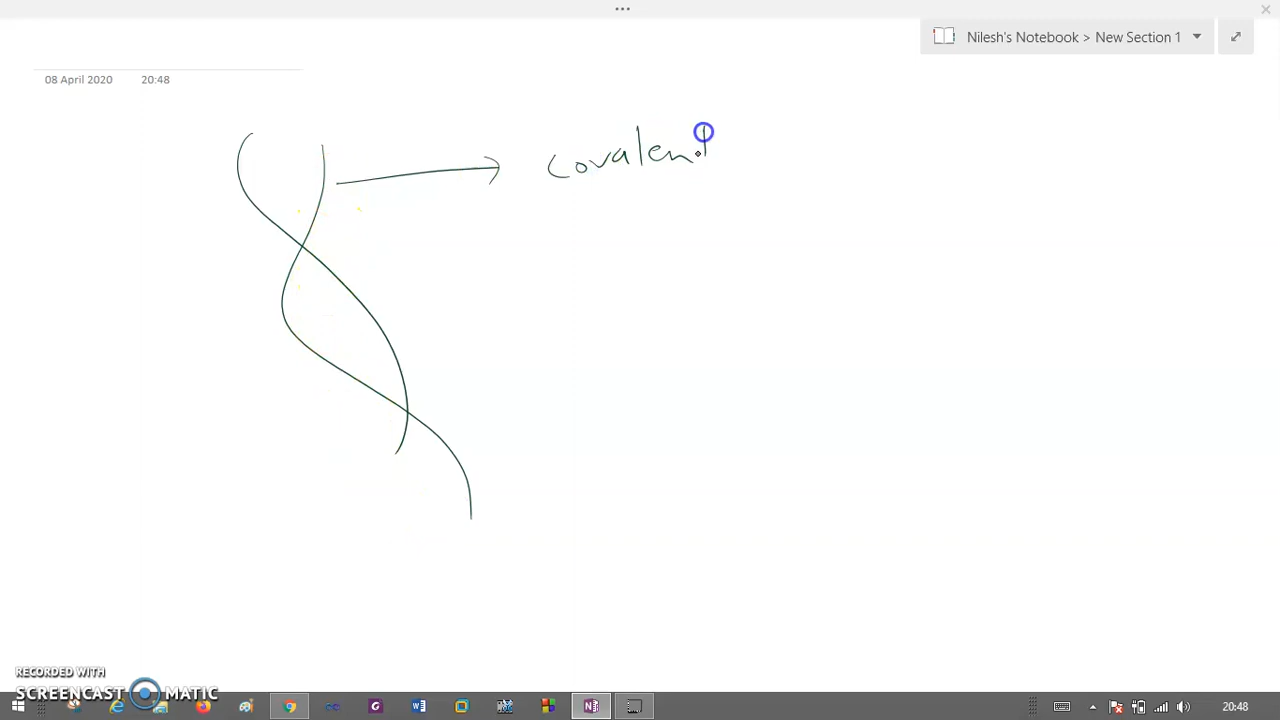 Nilesh's Notebook > New Section 1
08 April 2020 20:48
covalent
RECORDED WITH
SCREENCAST MATIC
20:48